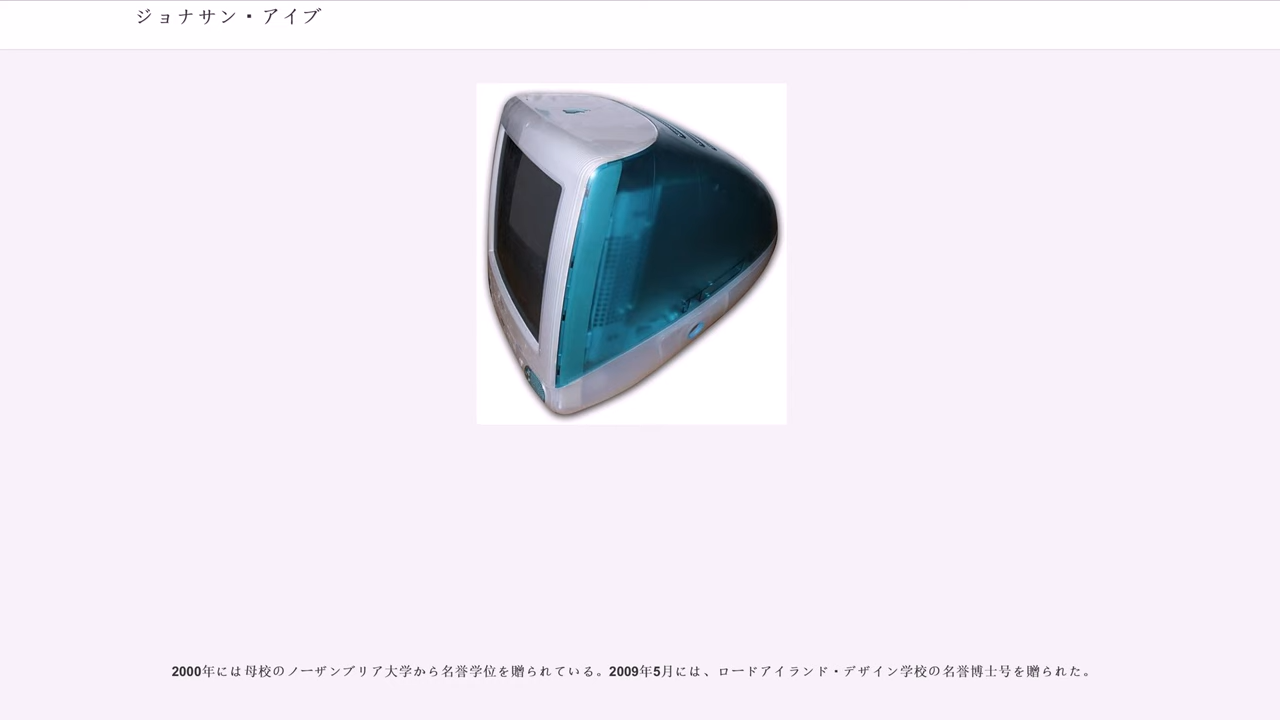 ジョナサン・アイブ
2000年には母校のノーザンブリア大学から名誉学位を贈られている。2009年5月には、ロードアイランド・デザイン学校の名誉博士号を贈られた。